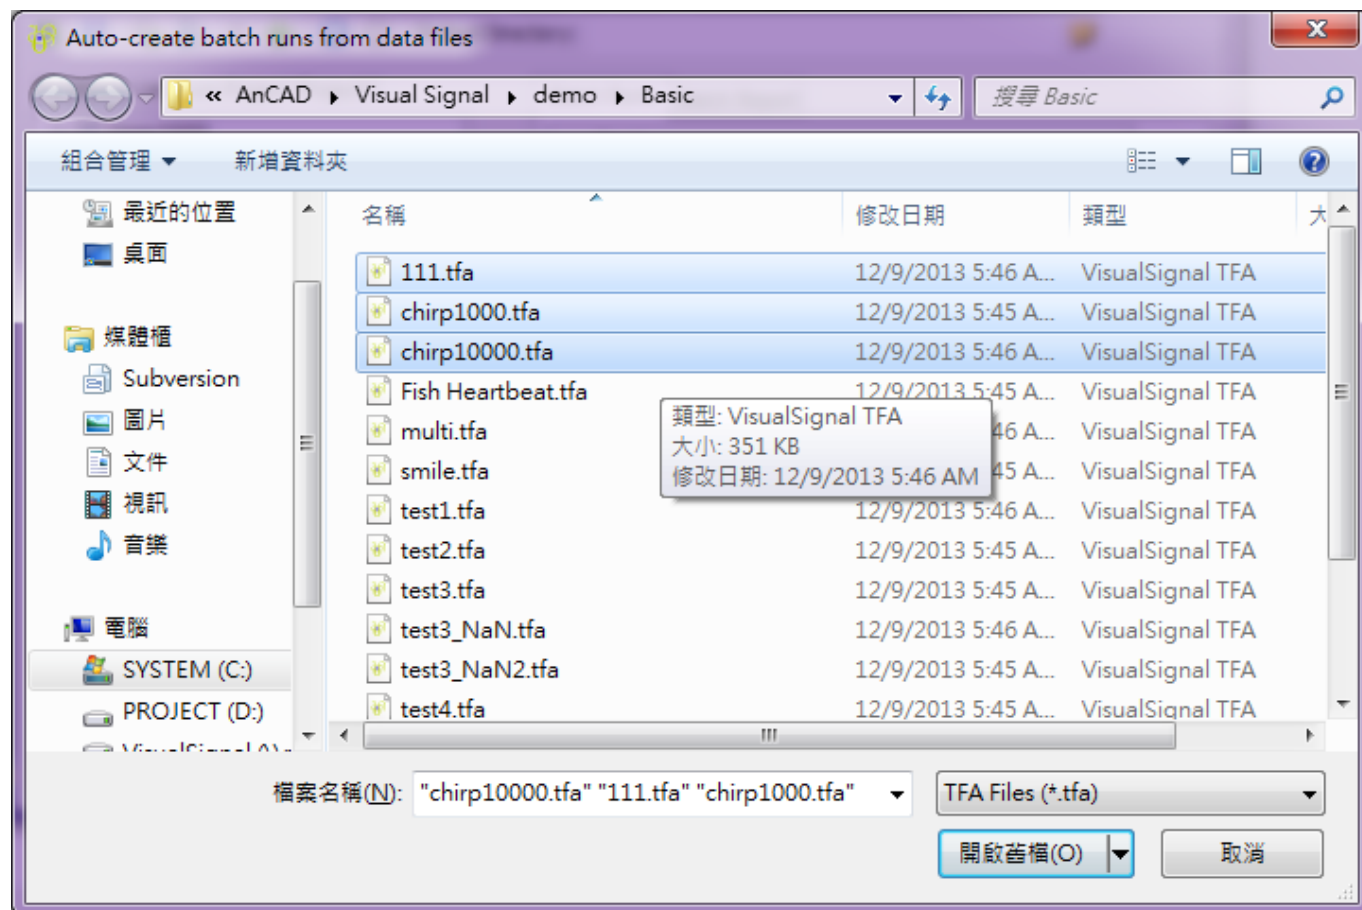 Auto-create batch runs from data files
« AnCAD ▸ Visual Signal ▸ demo ▸ Basic
搜尋 Basic
組合管理 新增資料夾
最近的位置
桌面
媒體櫃
Subversion
圖片
文件
視訊
音樂
電腦
SYSTEM (C:)
PROJECT (D:)
名稱 修改日期 類型 大
111.tfa 12/9/2013 5:46 A... VisualSignal TFA
chirp1000.tfa 12/9/2013 5:45 A... VisualSignal TFA
chirp10000.tfa 12/9/2013 5:46 A... VisualSignal TFA
Fish Heartbeat.tfa 12/9/2013 5:45 A... VisualSignal TFA
multi.tfa 46 A... VisualSignal TFA
smile.tfa 45 A... VisualSignal TFA
test1.tfa 12/9/2013 5:46 A... VisualSignal TFA
test2.tfa 12/9/2013 5:45 A... VisualSignal TFA
test3.tfa 12/9/2013 5:45 A... VisualSignal TFA
test3_NaN.tfa 12/9/2013 5:46 A... VisualSignal TFA
test3_NaN2.tfa 12/9/2013 5:45 A... VisualSignal TFA
test4.tfa 12/9/2013 5:45 A... VisualSignal TFA
類型: VisualSignal TFA
大小: 351 KB
修改日期: 12/9/2013 5:46 AM
檔案名稱(N): "chirp10000.tfa" "111.tfa" "chirp1000.tfa" TFA Files (*.tfa)
開啟舊檔(O) 取消